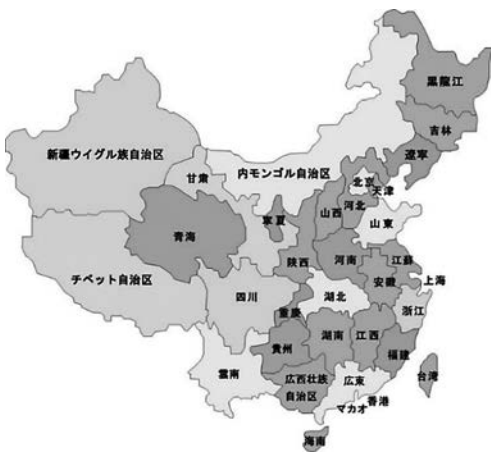 黒龍江
吉林
遼寧
新疆ウイグル族自治区
内モンゴル自治区
甘粛
北京
天津
河北
山西
寧夏
山東
青海
陝西
河南
江蘇
チベット自治区
安徽
上海
四川
湖北
重慶
浙江
湖南
江西
貴州
福建
雲南
広西壮族
自治区
広東
台湾
香港
マカオ
海南